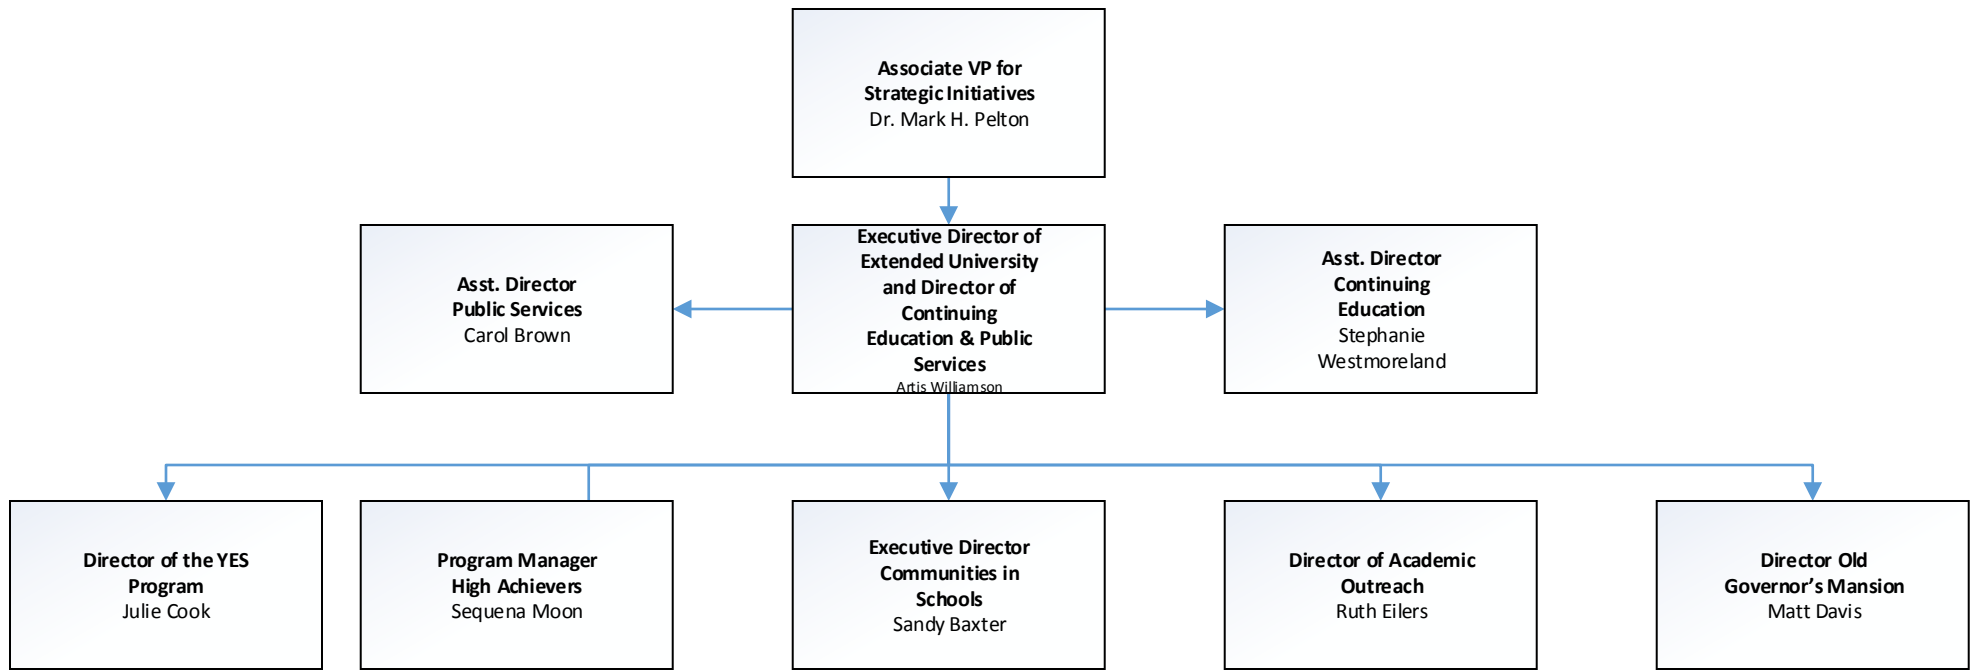 Associate VP for
Strategic Initiatives
Dr. Mark H. Pelton
Asst. Director
Public Services
Carol Brown
Executive Director of
Extended University
and Director of
Continuing
Education & Public
Services
Artis Williamson
Asst. Director
Continuing
Education
Stephanie
Westmoreland
Director of the YES
Program
Julie Cook
Program Manager
High Achievers
Sequena Moon
Executive Director
Communities in
Schools
Sandy Baxter
Director of Academic
Outreach
Ruth Eilers
Director Old
Governor’s Mansion
Matt Davis